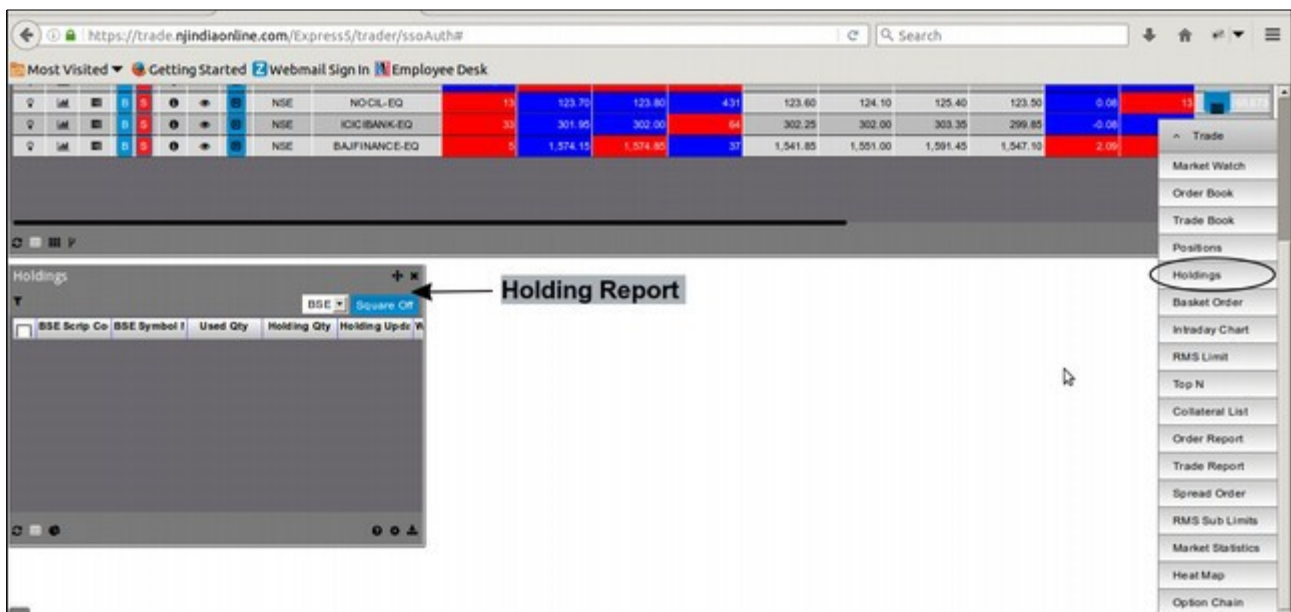 https://trade.njindiaonline.com/Express5/trader/ssoAuth#
Search
Most Visited Getting Started Webmail Sign In Employee Desk
B S NSE NOCIL-EQ 13 123.70 123.80 431 123.60 124.10 125.40 123.50 0.08 13
B S NSE ICICIBANK-EQ 33 301.95 302.00 64 302.25 302.00 303.35 299.85 -0.08
B S NSE BAJFINANCE-EQ 5 1,574.15 1,574.85 37 1,541.85 1,551.00 1,591.45 1,547.10 2.09
Trade
Market Watch
Order Book
Trade Book
Positions
Holdings
Basket Order
Intraday Chart
RMS Limit
Top N
Collateral List
Order Report
Trade Report
Spread Order
RMS Sub Limits
Market Statistics
Heat Map
Option Chain
Holdings
BSE Square Off
Holding Report
BSE Scrip Co BSE Symbol Used Qty Holding Qty Holding Upda W